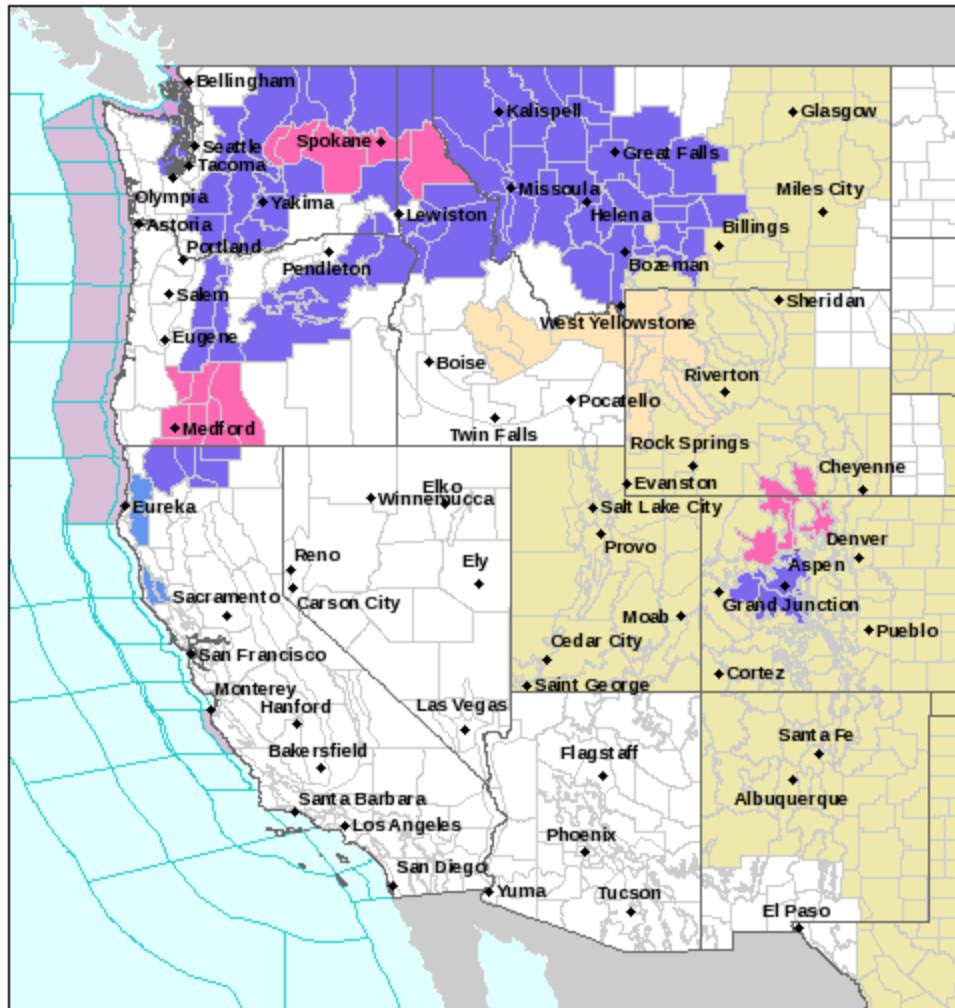 Bellingham
Kalispell
Glasgow
Spokane
Seattle
Great Falls
Tacoma
Missoula
Miles City
Olympia
Yakima
Lewiston
Helena
Astoria
Billings
Portland
Pendleton
Bozeman
Salem
Sheridan
West Yellowstone
Eugene
Boise
Riverton
Pocatello
Medford
Twin Falls
Rock Springs
Cheyenne
Elko
Evanston
Winnemucca
Eureka
Salt Lake City
Denver
Provo
Reno
Ely
Aspen
Sacramento
Carson City
Grand Junction
Moab
Pueblo
Cedar City
San Francisco
Cortez
Saint George
Monterey
Hanford
Las Vegas
Santa Fe
Bakersfield
Flagstaff
Santa Barbara
Albuquerque
Los Angeles
Phoenix
San Diego
Yuma
Tucson
El Paso